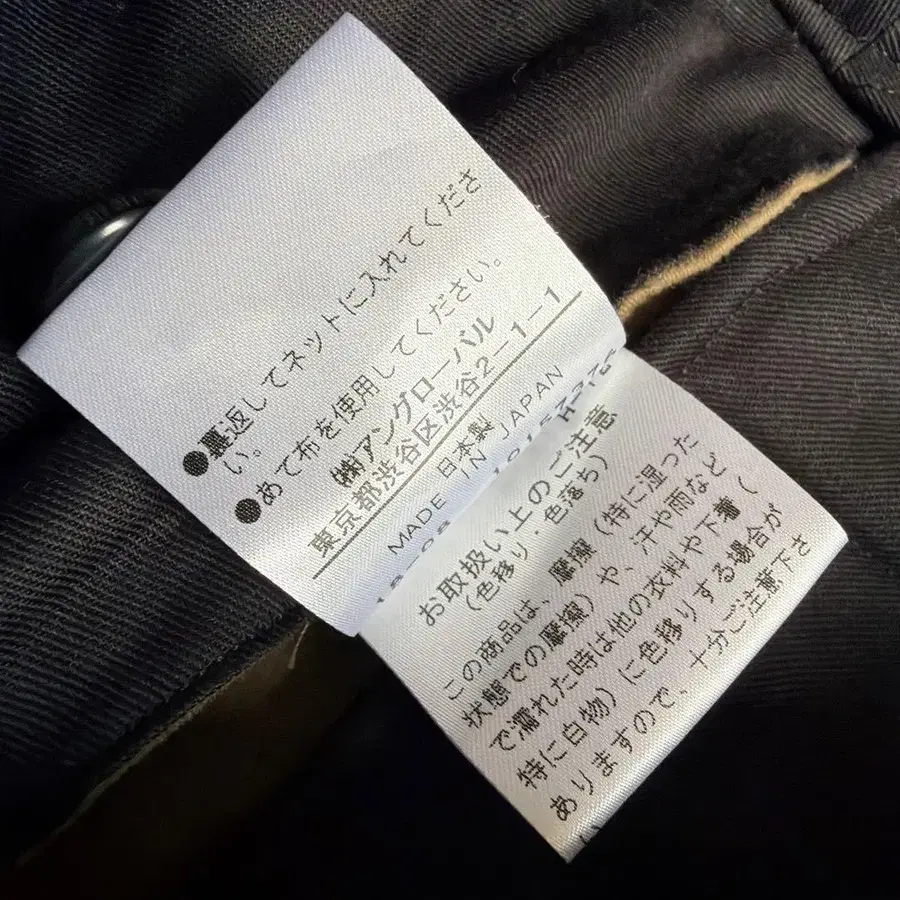 ●裏返してネットに入れてくださ
い。
●あて布を使用してください。
㈱アングローバル
東京都渋谷区渋谷2-1-1
日本製
MADE IN JAPAN
お取扱い上のご注意
(色移り・色落ち)
この商品は、摩擦(特に湿った
状態での摩擦)や、汗や雨など
で濡れた時は他の衣料や下着(
特に白物)に色移りする場合が
ありますので、十分ご注意下さ
い